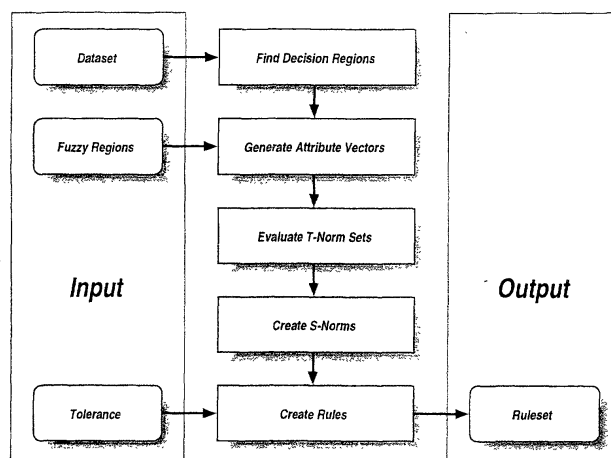 Dataset
Find Decision Regions
Fuzzy Regions
Generate Attribute Vectors
Evaluate T-Norm Sets
Input
Output
Create S-Norms
Tolerance
Create Rules
Ruleset